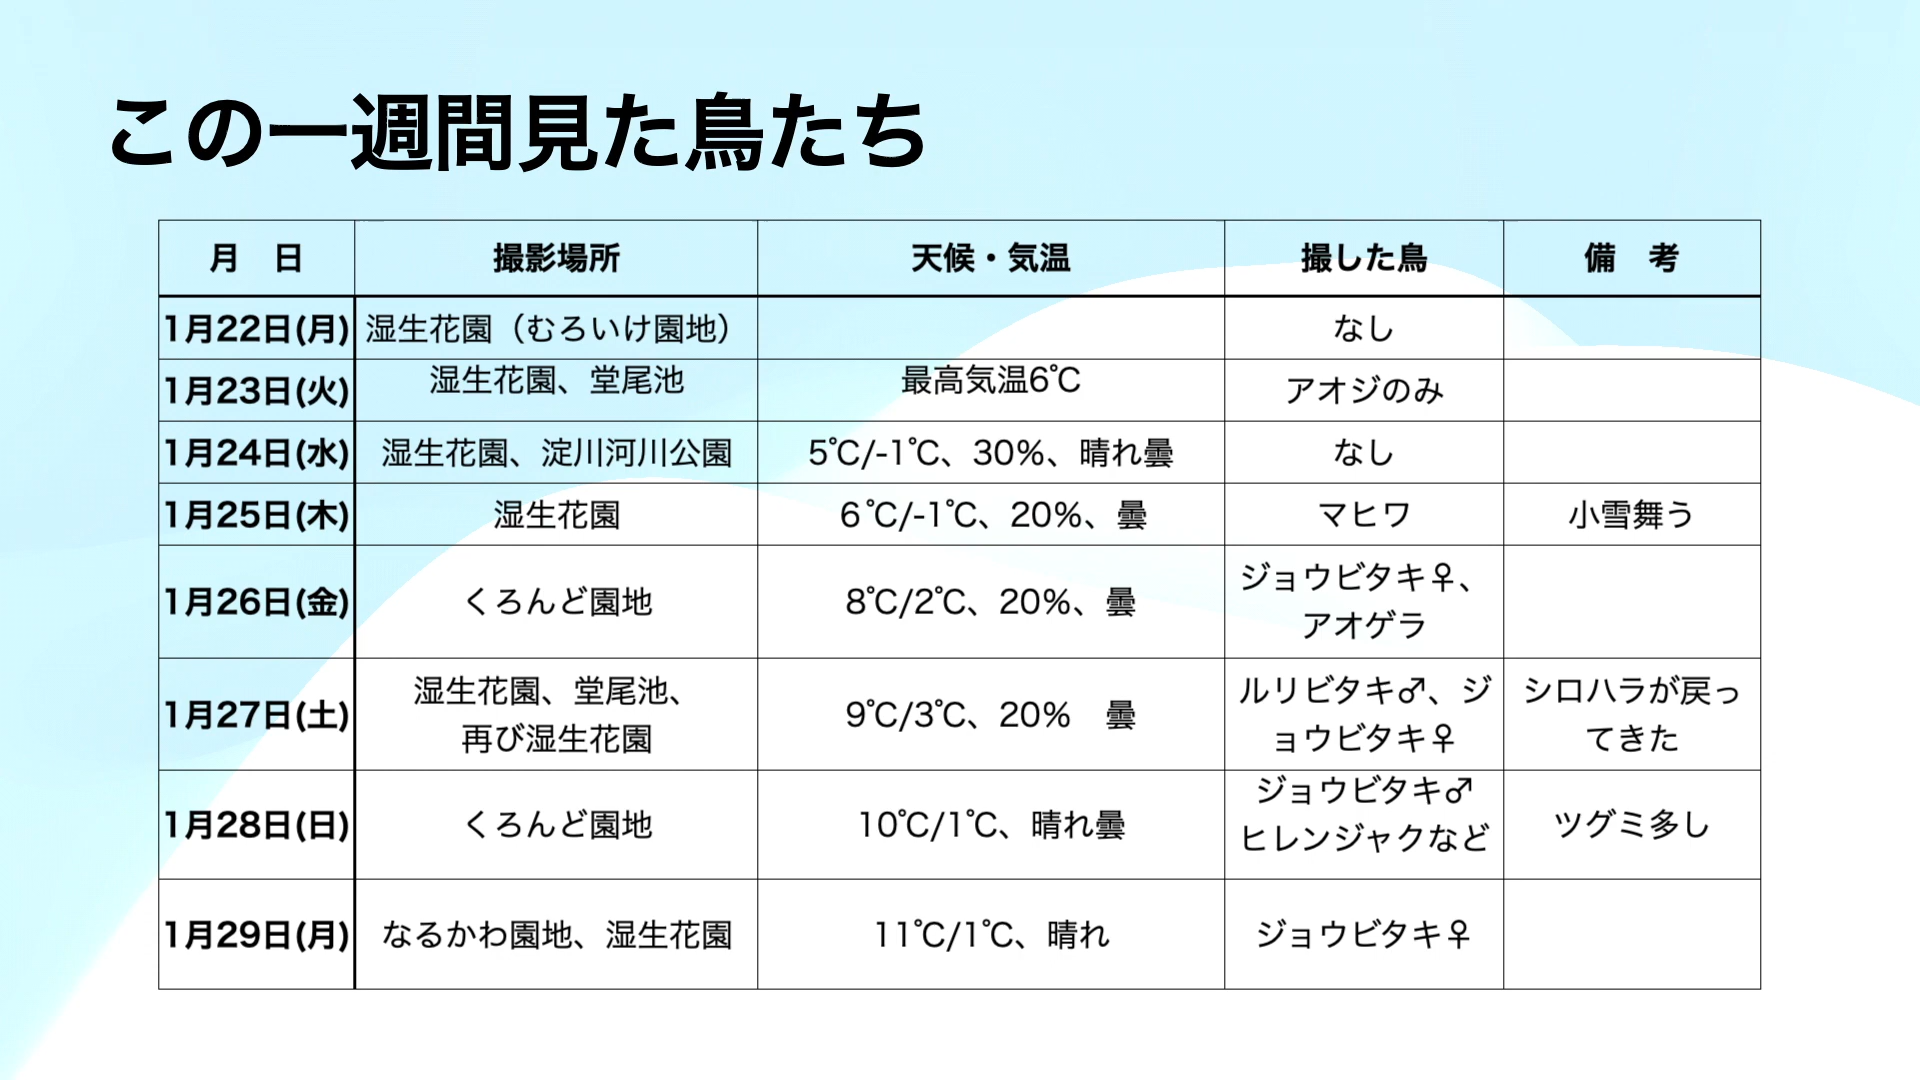 この一週間見た鳥たち
月　日 撮影場所 天候・気温 撮した鳥 備　考
1月22日(月) 湿生花園（むろいけ園地） なし
1月23日(火) 湿生花園、堂尾池 最高気温6℃ アオジのみ
1月24日(水) 湿生花園、淀川河川公園 5℃/-1℃、30%、晴れ曇 なし
1月25日(木) 湿生花園 6℃/-1℃、20%、曇 マヒワ 小雪舞う
1月26日(金) くろんど園地 8℃/2℃、20%、曇 ジョウビタキ♀、
アオゲラ
1月27日(土) 湿生花園、堂尾池、
再び湿生花園 9℃/3℃、20%　曇 ルリビタキ♂、ジ
ョウビタキ♀ シロハラが戻っ
てきた
1月28日(日) くろんど園地 10℃/1℃、晴れ曇 ジョウビタキ♂
ヒレンジャクなど ツグミ多し
1月29日(月) なるかわ園地、湿生花園 11℃/1℃、晴れ ジョウビタキ♀